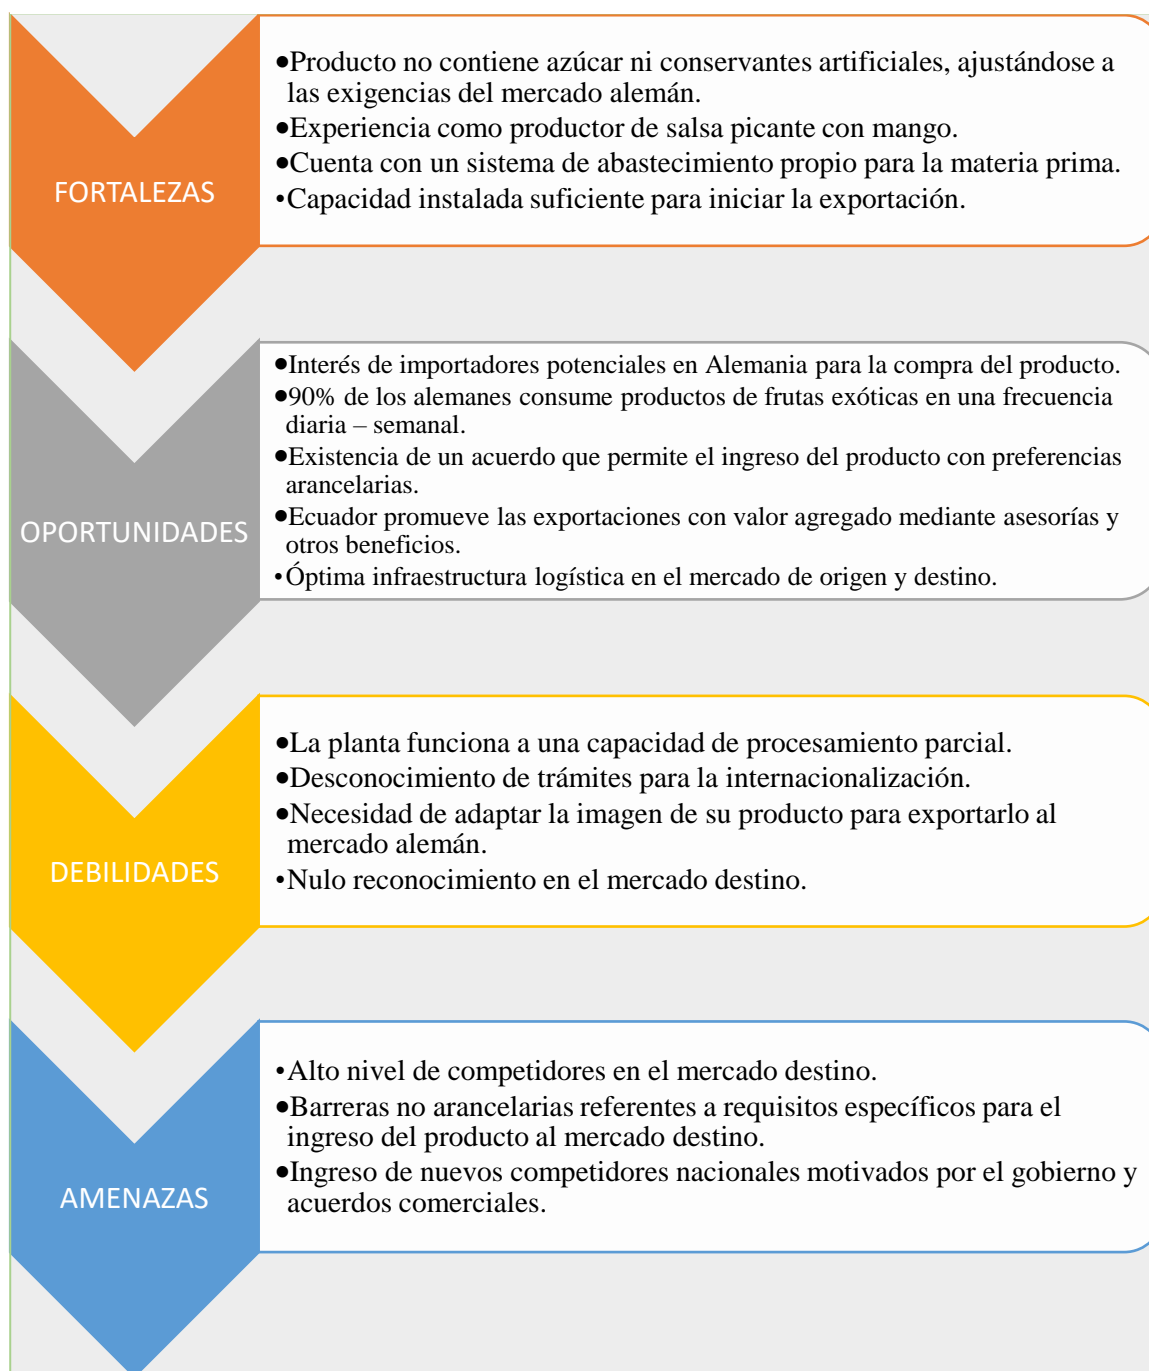 FORTALEZAS
●Producto no contiene azúcar ni conservantes artificiales, ajustándose a
las exigencias del mercado alemán.
●Experiencia como productor de salsa picante con mango.
●Cuenta con un sistema de abastecimiento propio para la materia prima.
•Capacidad instalada suficiente para iniciar la exportación.
OPORTUNIDADES
●Interés de importadores potenciales en Alemania para la compra del producto.
●90% de los alemanes consume productos de frutas exóticas en una frecuencia
diaria – semanal.
●Existencia de un acuerdo que permite el ingreso del producto con preferencias
arancelarias.
●Ecuador promueve las exportaciones con valor agregado mediante asesorías y
otros beneficios.
•Óptima infraestructura logística en el mercado de origen y destino.
DEBILIDADES
●La planta funciona a una capacidad de procesamiento parcial.
●Desconocimiento de trámites para la internacionalización.
●Necesidad de adaptar la imagen de su producto para exportarlo al
mercado alemán.
•Nulo reconocimiento en el mercado destino.
AMENAZAS
•Alto nivel de competidores en el mercado destino.
●Barreras no arancelarias referentes a requisitos específicos para el
ingreso del producto al mercado destino.
●Ingreso de nuevos competidores nacionales motivados por el gobierno y
acuerdos comerciales.